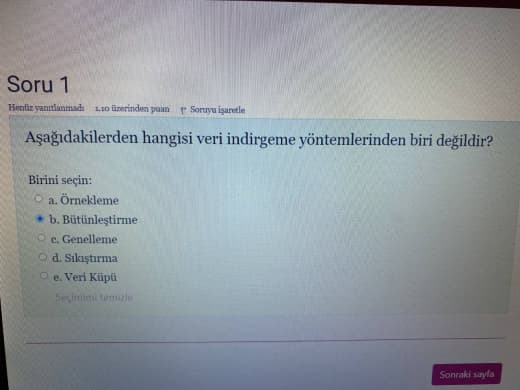 Soru 1
Henüz yanıtlanmadı 1,10 üzerinden puan Soruyu işaretle
Aşağıdakilerden hangisi veri indirgeme yöntemlerinden biri değildir?
Birini seçin:
a. Örnekleme
b. Bütünleştirme
c. Genelleme
d. Sıkıştırma
e. Veri Küpü
Seçimimi temizle
Sonraki sayfa